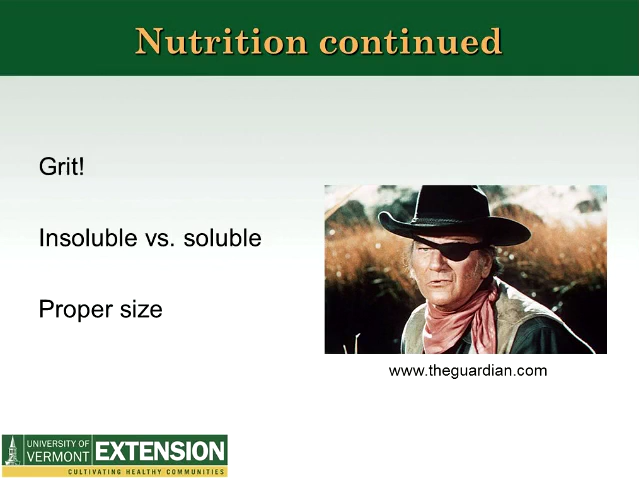 Nutrition continued
Grit!
Insoluble vs. soluble
Proper size
www.theguardian.com
UNIVERSITY OF
VERMONT
EXTENSION
CULTIVATING HEALTHY COMMUNITIES